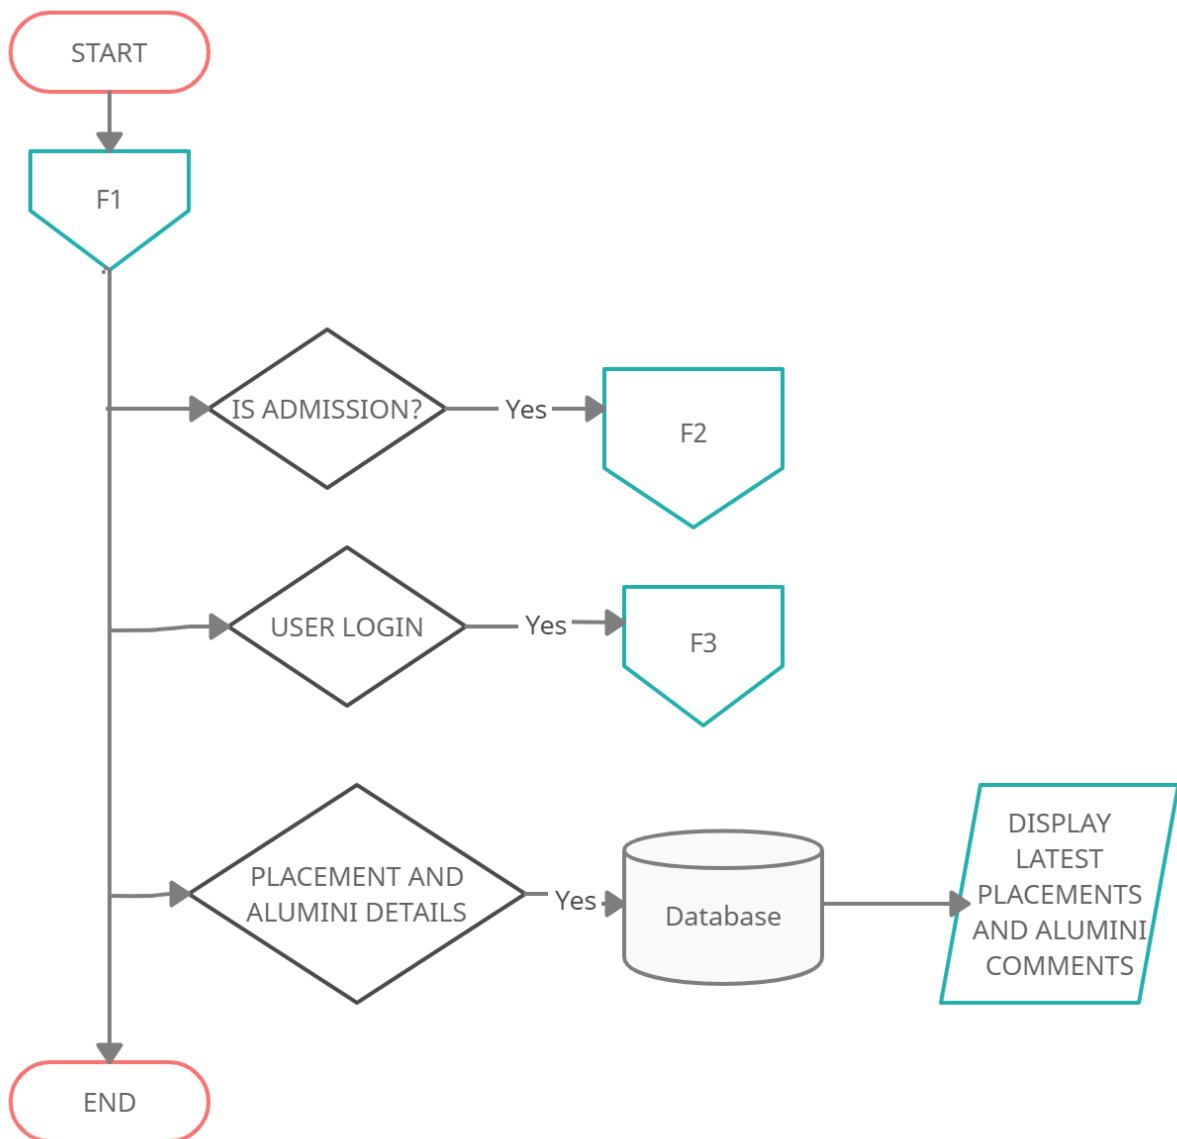 START
F1
IS ADMISSION?
Yes
F2
USER LOGIN
Yes
F3
PLACEMENT AND
ALUMINI DETAILS
Yes
Database
DISPLAY
LATEST
PLACEMENTS
AND ALUMINI
COMMENTS
END